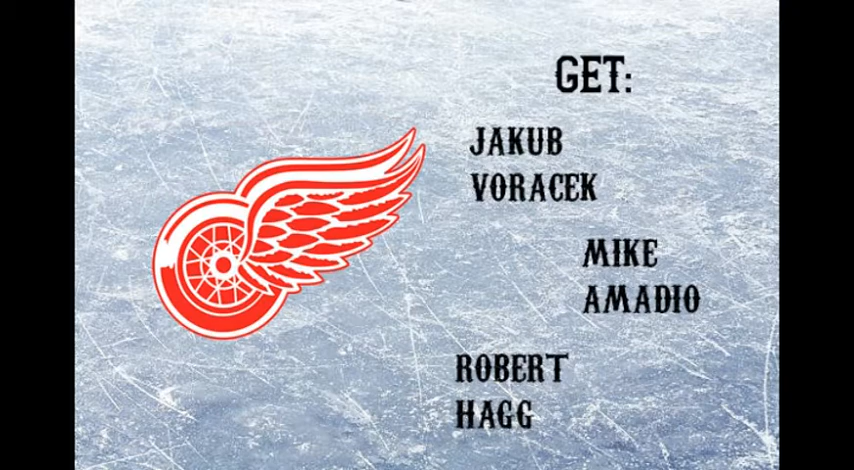 GET:
JAKUB
VORACEK
MIKE
AMADIO
ROBERT
HAGG